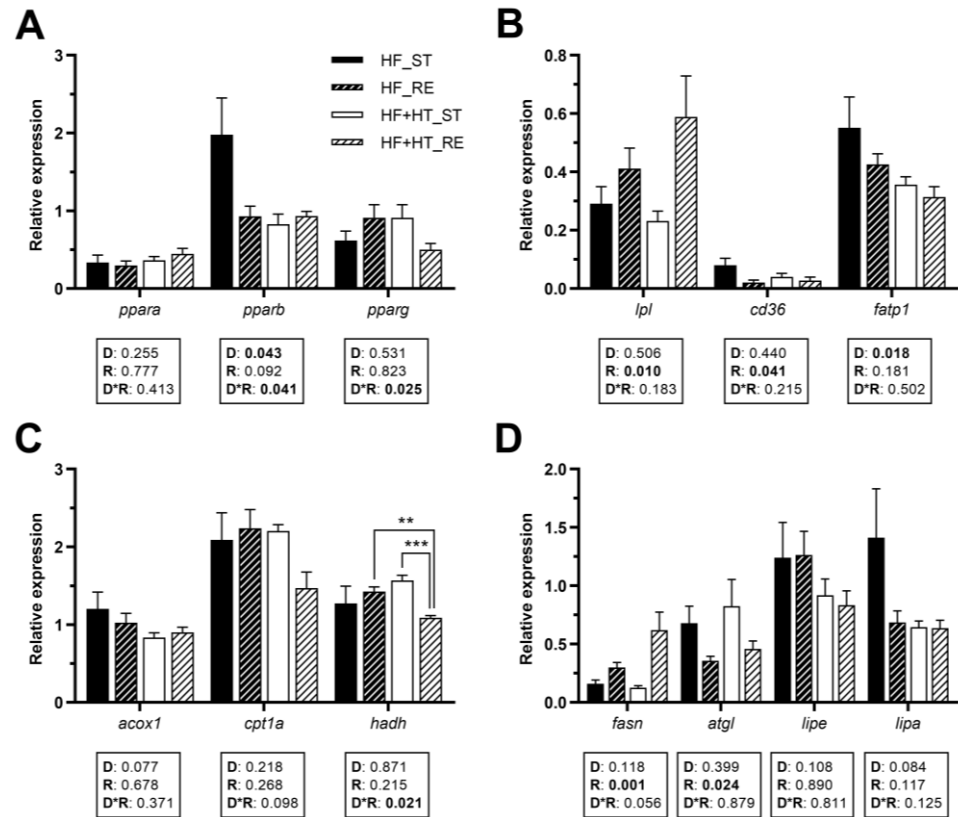 A
Relative expression
3
2
1
0
HF_ST
HF_RE
HF+HT_ST
HF+HT_RE
ppara
pparb
pparg
D: 0.255
R: 0.777
D*R: 0.413
D: 0.043
R: 0.092
D*R: 0.041
D: 0.531
R: 0.823
D*R: 0.025
B
Relative expression
0.8
0.6
0.4
0.2
0.0
lpl
cd36
fatp1
D: 0.506
R: 0.010
D*R: 0.183
D: 0.440
R: 0.041
D*R: 0.215
D: 0.018
R: 0.181
D*R: 0.502
C
Relative expression
3
2
1
0
**
***
acox1
cpt1a
hadh
D: 0.077
R: 0.678
D*R: 0.371
D: 0.218
R: 0.268
D*R: 0.098
D: 0.871
R: 0.215
D*R: 0.021
D
Relative expression
2.0
1.5
1.0
0.5
0.0
fasn
atgl
lipe
lipa
D: 0.118
R: 0.001
D*R: 0.056
D: 0.399
R: 0.024
D*R: 0.879
D: 0.108
R: 0.890
D*R: 0.811
D: 0.084
R: 0.117
D*R: 0.125